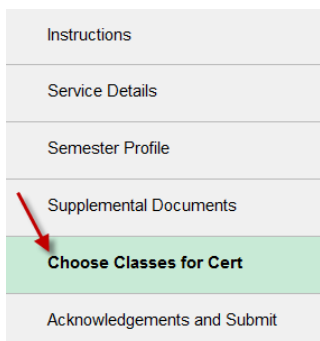 Instructions
Service Details
Semester Profile
Supplemental Documents
Choose Classes for Cert
Acknowledgements and Submit